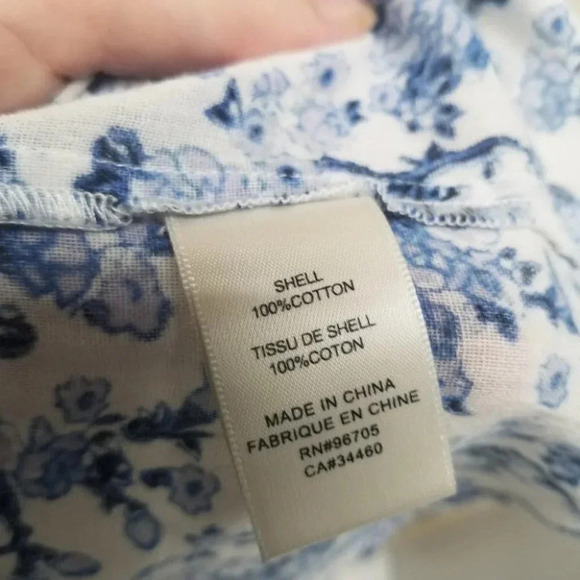 SHELL
100%COTTON
TISSU DE SHELL
100%COTON
MADE IN CHINA
FABRIQUE EN CHINE
RN#96705
CA#34460